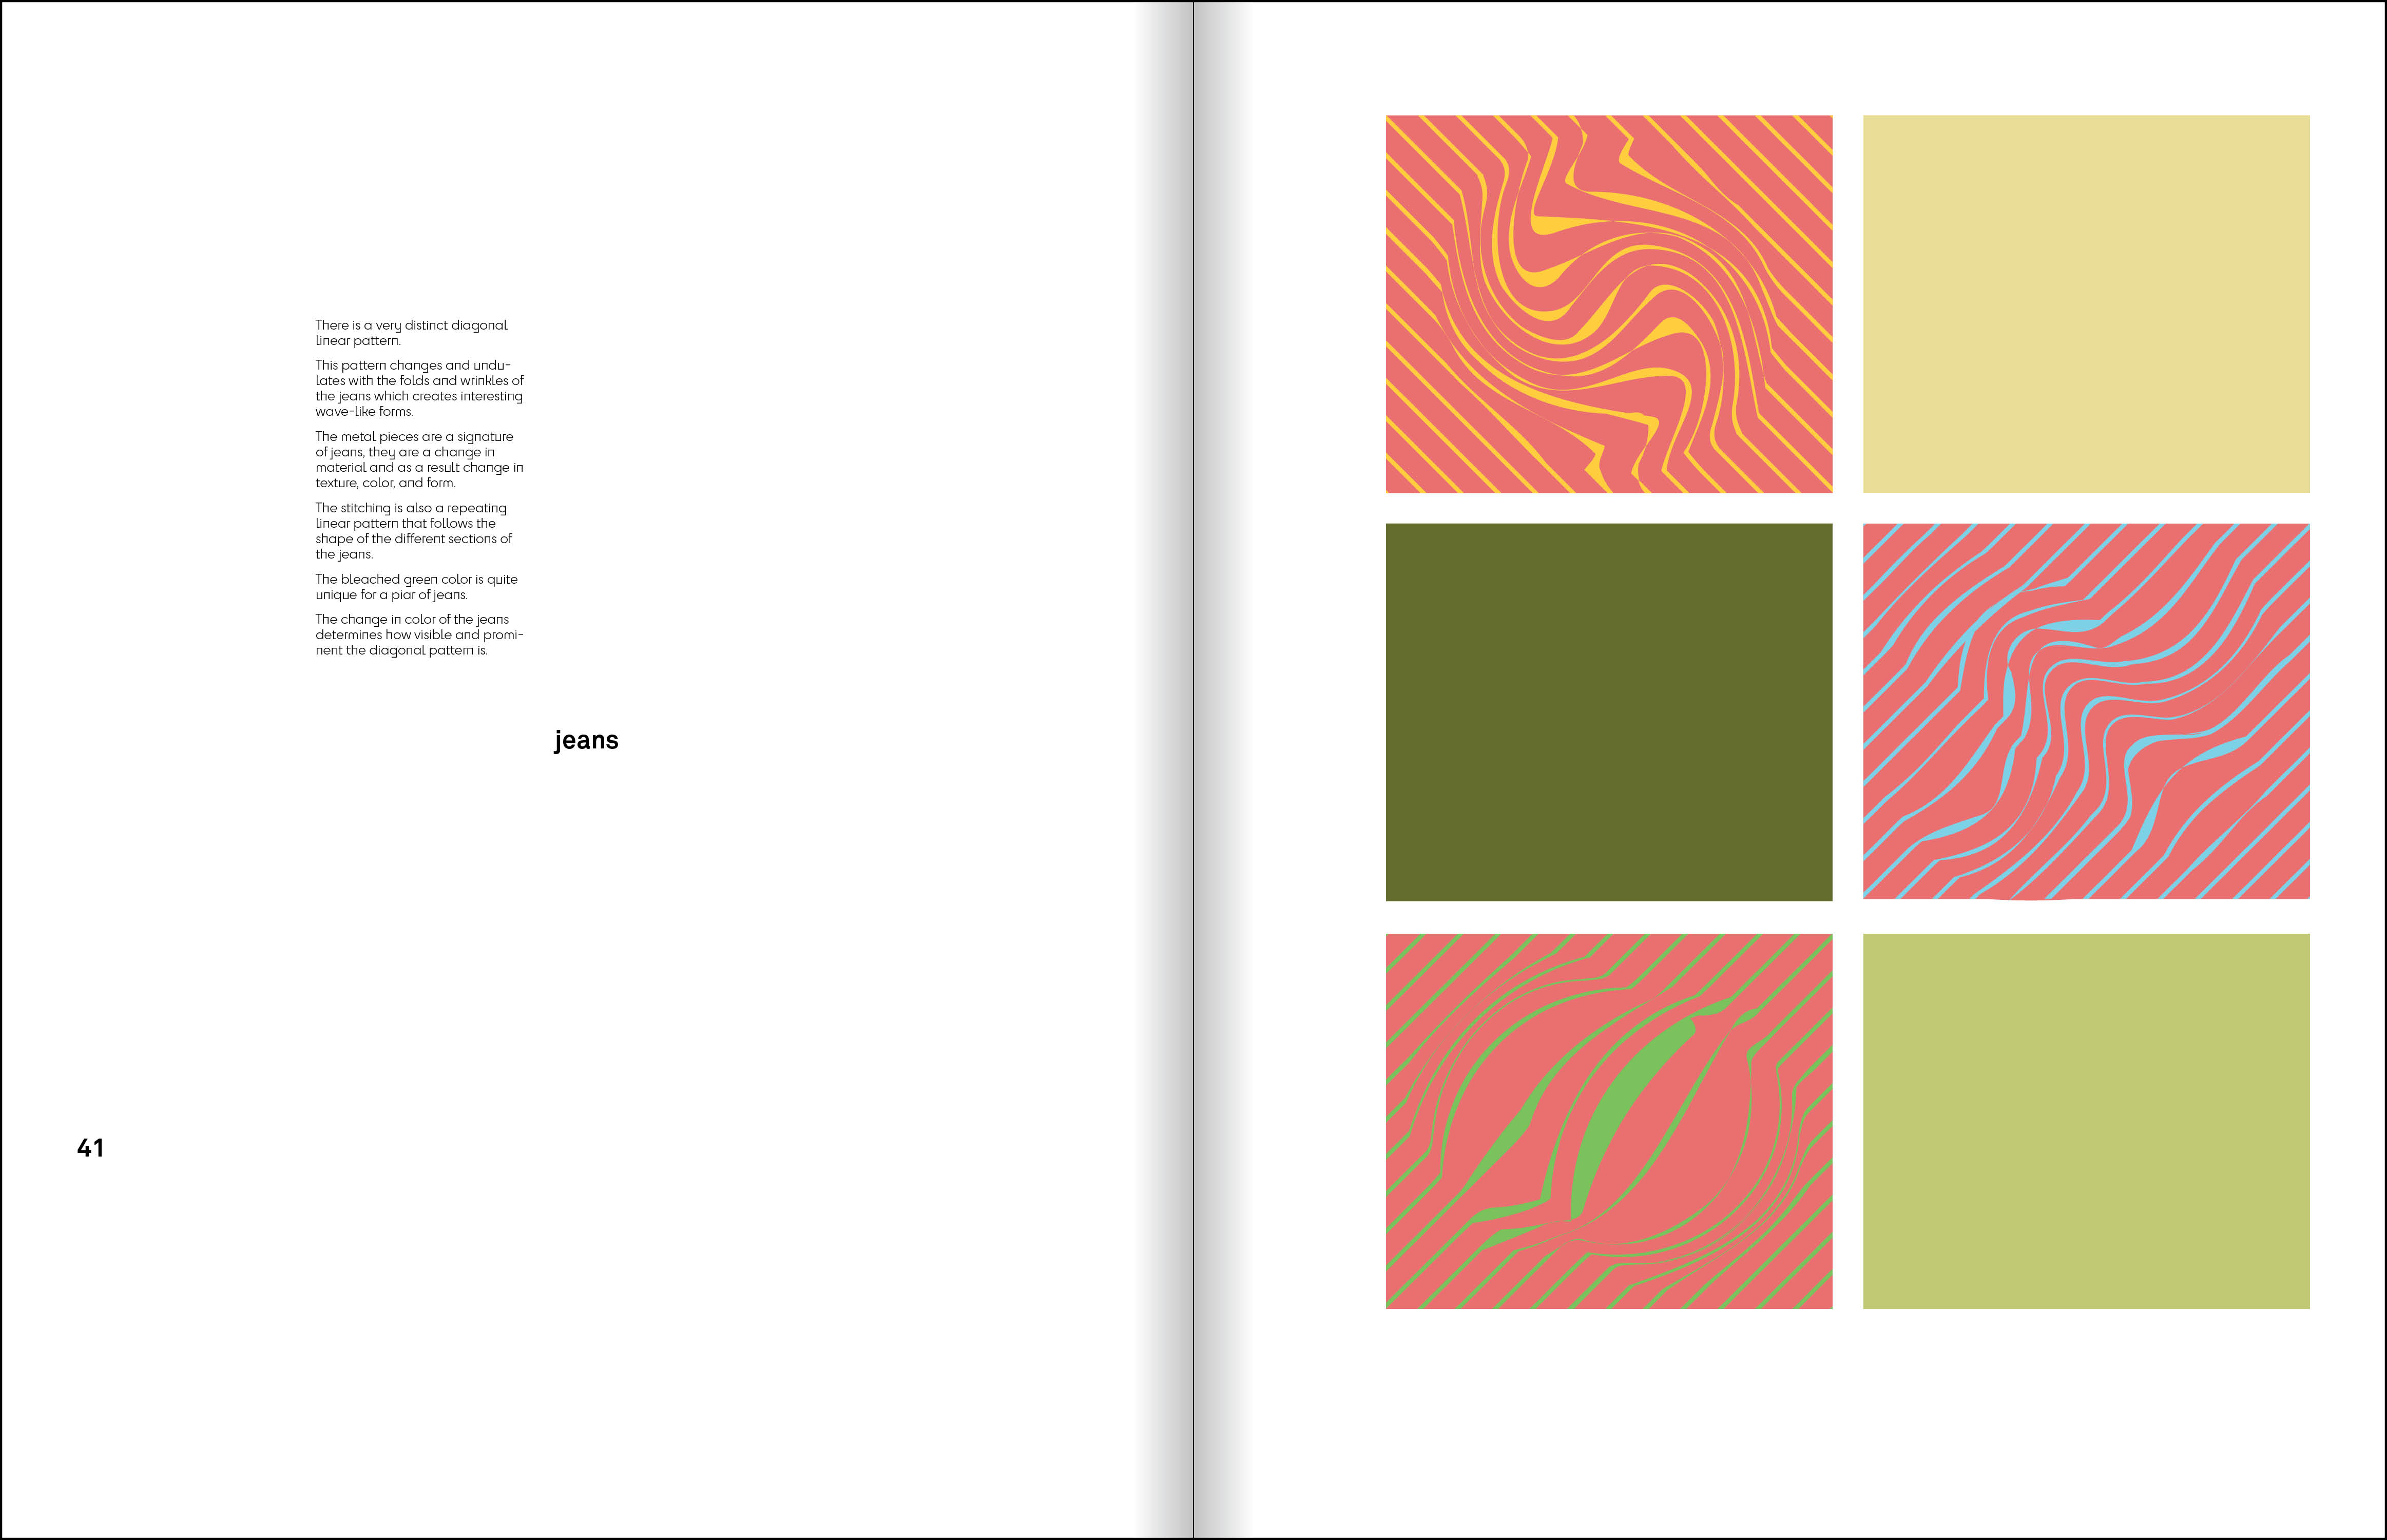 There is a very distinct diagonal
linear pattern.
This pattern changes and undu-
lates with the folds and wrinkles of
the jeans which creates interesting
wave-like forms.
The metal pieces are a signature
of jeans, they are a change in
material and as a result change in
texture, color, and form.
The stitching is also a repeating
linear pattern that follows the
shape of the different sections of
the jeans.
The bleached green color is quite
unique for a piar of jeans.
The change in color of the jeans
determines how visible and promi-
nent the diagonal pattern is.
jeans
41